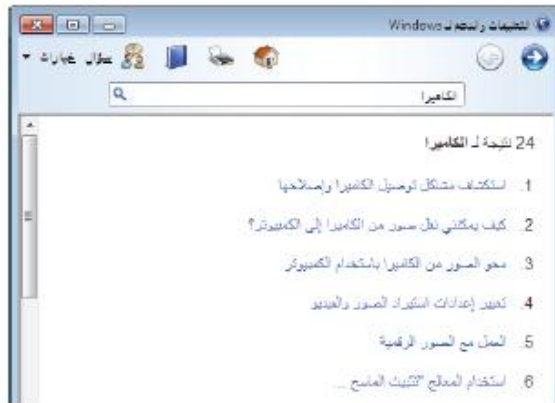 التعليمات والدعم لـ Windows
سؤال خيارات
الكاميرا
24 نتيجة لـ الكاميرا
1. استكشاف مشاكل توصيل الكاميرا وإصلاحها
2. كيف يمكنني نقل صور من الكاميرا إلى الكمبيوتر؟
3. محو الصور من الكاميرا باستخدام الكمبيوتر
4. تغيير إعدادات استيراد الصور والفيديو
5. العمل مع الصور الرقمية
6. استخدام المعالج "تثبيت الماسح ...